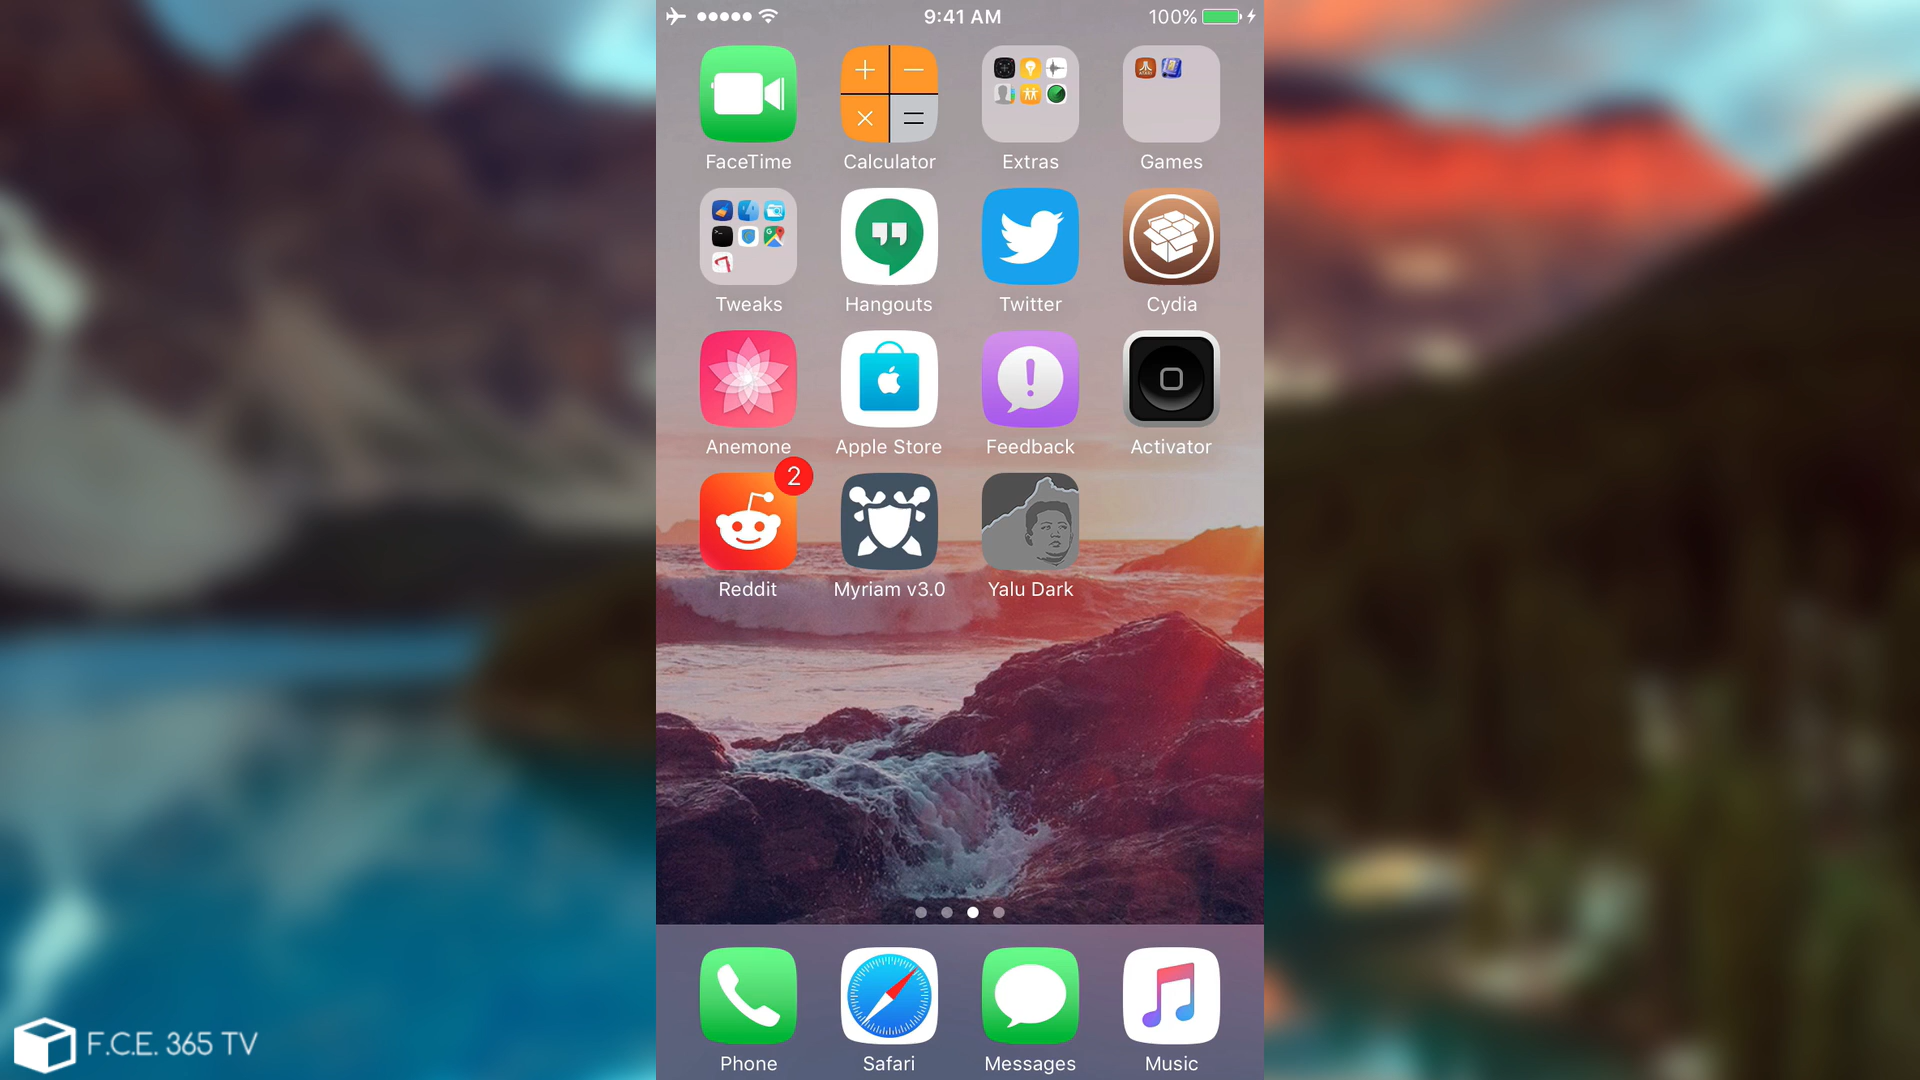 9:41 AM
100%
FaceTime
Calculator
Extras
Games
Tweaks
Hangouts
Twitter
Cydia
Anemone
Apple Store
Feedback
Activator
2
Reddit
Myriam v3.0
Yalu Dark
Phone
Safari
Messages
Music
F.C.E. 365 TV